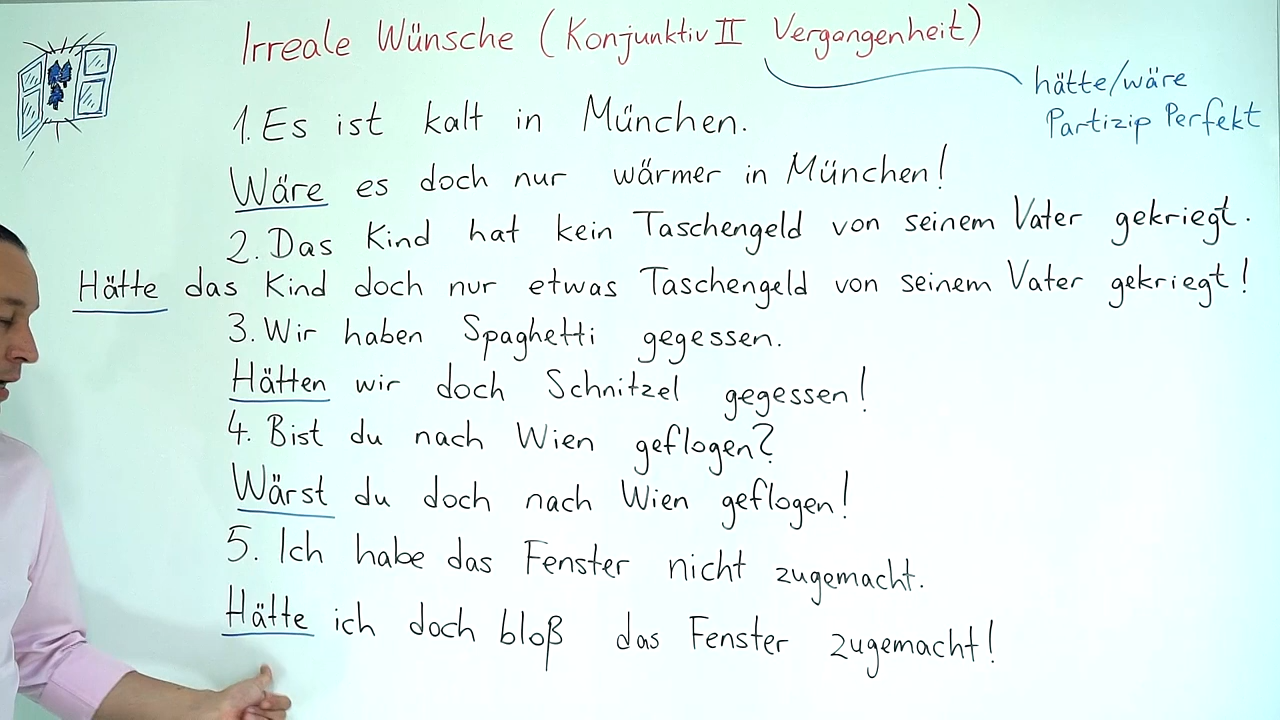 Irreale Wünsche (Konjunktiv II Vergangenheit)
hätte/wäre
Partizip Perfekt
1. Es ist kalt in München.
Wäre es doch nur wärmer in München!
2. Das Kind hat kein Taschengeld von seinem Vater gekriegt.
Hätte das Kind doch nur etwas Taschengeld von seinem Vater gekriegt!
3. Wir haben Spaghetti gegessen.
Hätten wir doch Schnitzel gegessen!
4. Bist du nach Wien geflogen?
Wärst du doch nach Wien geflogen!
5. Ich habe das Fenster nicht zugemacht.
Hätte ich doch bloß das Fenster zugemacht!